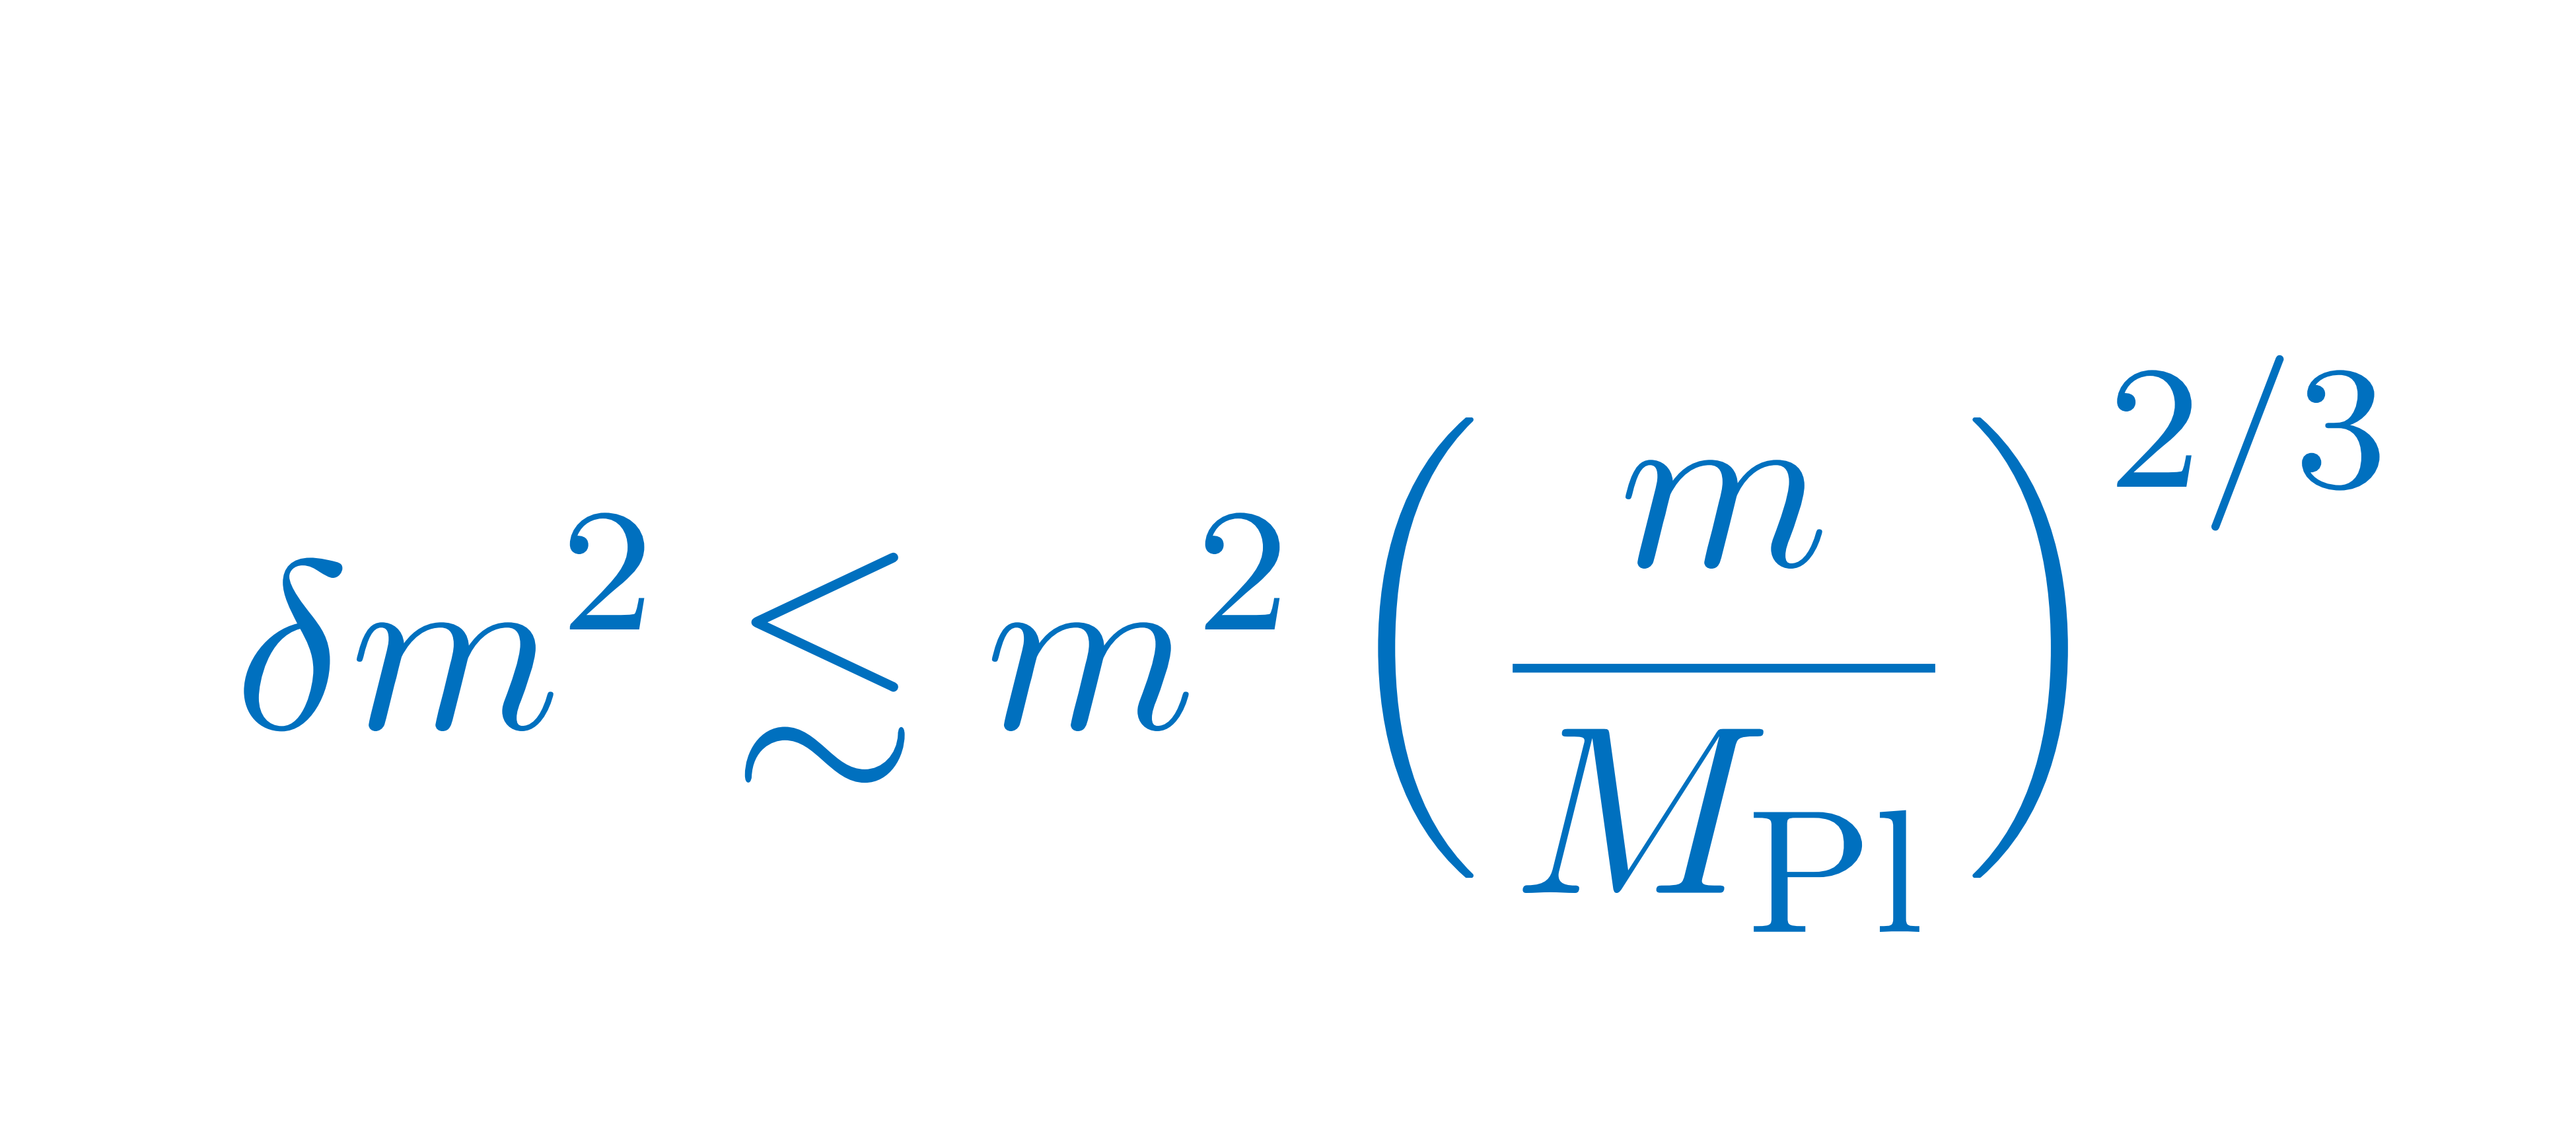 δm² ≲ m² (m/M_Pl)^{2/3}